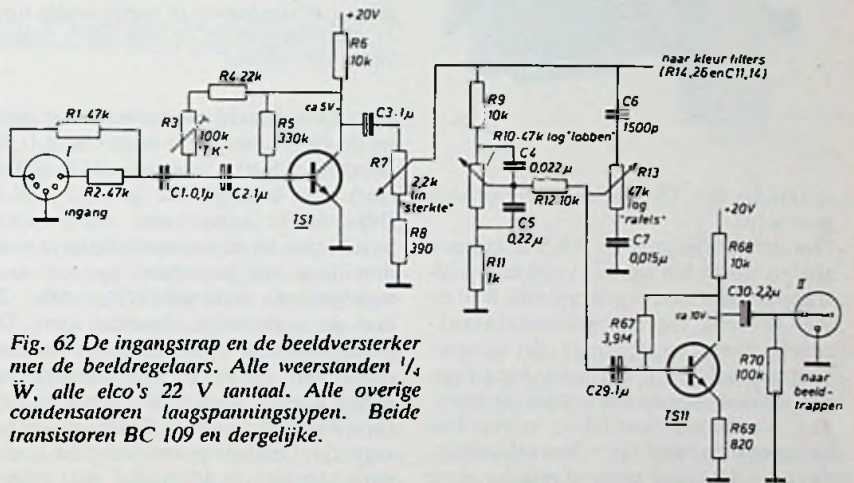 +20V
R6
10k
R4.22k
ca 5V
R1.47k
I
R2.47k
ingang
R3
100k
"T.K."
R5
330k
C1.0,1µ
C2.1µ
TS1
C3.1µ
R7
2,2k
lin
"sterkte"
R8
390
naar kleur filters
(R14,26 en C11,14)
R9
10k
R10.47k log "lobben"
C4
0,022µ
C5
0,22µ
R11
1k
R12.10k
C6
1500p
R13
47k
log
"rafels"
C7
0,015µ
+20V
R68
10k
ca 10V
C30.22µ
II
R67
3,9M
C29.1µ
TS11
R70
100k
R69
820
naar
beeld-
trappen
Fig. 62 De ingangstrap en de beeldversterker
met de beeldregelaars. Alle weerstanden 1/4
W, alle elco's 22 V tantaal. Alle overige
condensatoren laagspanningstypen. Beide
transistoren BC 109 en dergelijke.